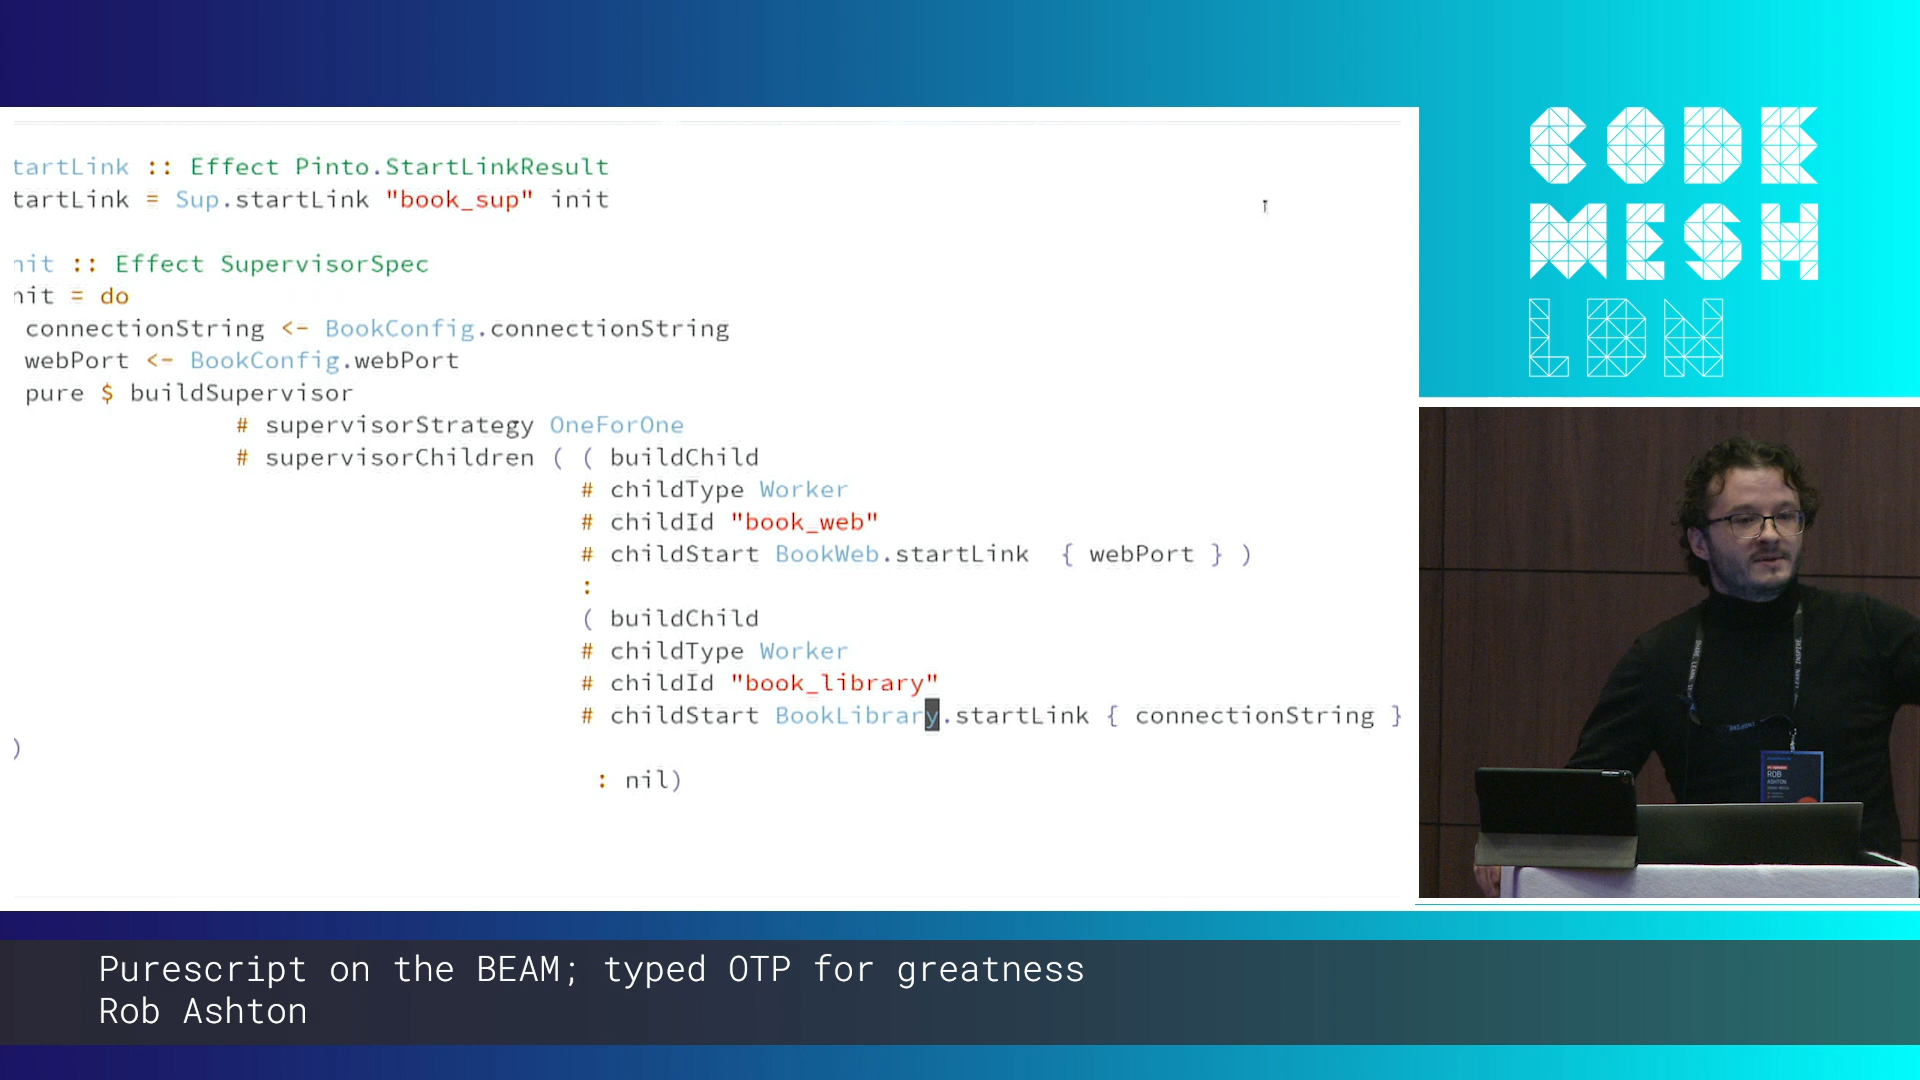 tartLink :: Effect Pinto.StartLinkResult
tartLink = Sup.startLink "book_sup" init
nit :: Effect SupervisorSpec
nit = do
connectionString <- BookConfig.connectionString
webPort <- BookConfig.webPort
pure $ buildSupervisor
# supervisorStrategy OneForOne
# supervisorChildren ( ( buildChild
# childType Worker
# childId "book_web"
# childStart BookWeb.startLink  { webPort } )
:
( buildChild
# childType Worker
# childId "book_library"
# childStart BookLibrary.startLink { connectionString }
)
: nil)
CODE
MESH
LDN
ROB
ASHTON
Purescript on the BEAM; typed OTP for greatness
Rob Ashton